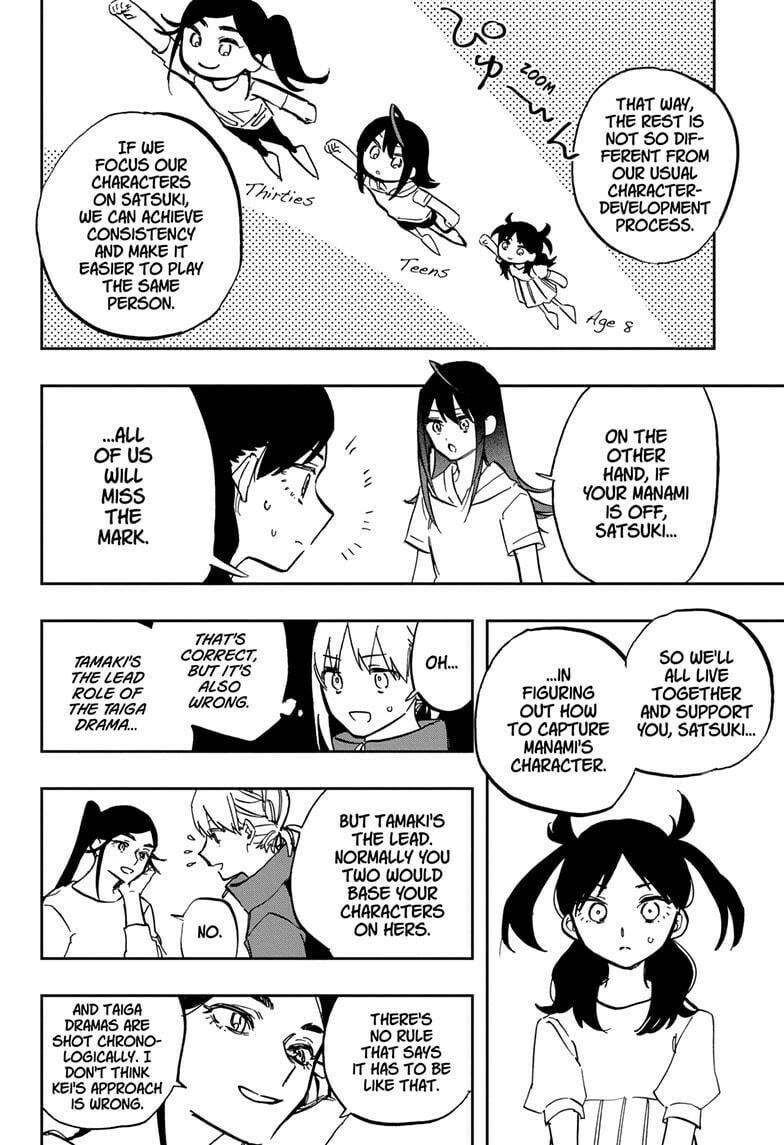 THAT WAY,
THE REST IS
NOT SO DIF-
FERENT FROM
OUR USUAL
CHARACTER-
DEVELOPMENT
PROCESS.
ぴゅーん
ZOOM
Age 8
Teens
Thirties
IF WE
FOCUS OUR
CHARACTERS
ON SATSUKI,
WE CAN ACHIEVE
CONSISTENCY
AND MAKE IT
EASIER TO PLAY
THE SAME
PERSON.
ON THE
OTHER
HAND, IF
YOUR MANAMI
IS OFF,
SATSUKI...
...ALL
OF US
WILL
MISS
THE
MARK.
SO WE'LL
ALL LIVE
TOGETHER
AND SUPPORT
YOU, SATSUKI...
...IN
FIGURING
OUT HOW
TO CAPTURE
MANAMI'S
CHARACTER.
OH...
THAT'S
CORRECT,
BUT IT'S
ALSO
WRONG.
TAMAKI'S
THE LEAD
ROLE OF
THE TAIGA
DRAMA...
BUT TAMAKI'S
THE LEAD.
NORMALLY YOU
TWO WOULD
BASE YOUR
CHARACTERS
ON HERS.
NO.
THERE'S
NO RULE
THAT SAYS
IT HAS TO BE
LIKE THAT.
AND TAIGA
DRAMAS ARE
SHOT CHRONO-
LOGICALLY. I
DON'T THINK
KEI'S APPROACH
IS WRONG.